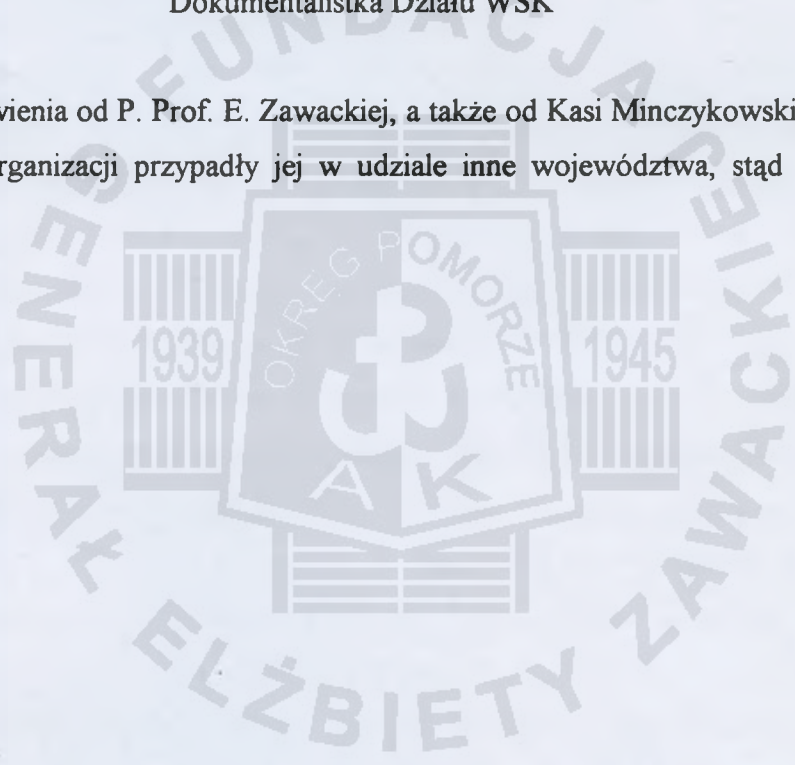 Dokumentalistka Działu WSK
wienia od P. Prof. E. Zawackiej, a także od Kasi Minczykowski
rganizacji przypadły jej w udziale inne województwa, stąd
FUNDACJA
GENERAŁ ELŻBIETY ZAWACKIEJ
OKRĘG POMORZE
1939
1945
AK